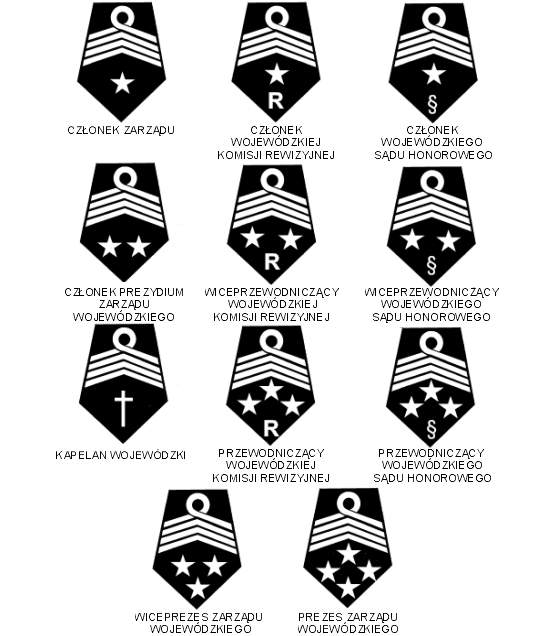 CZŁONEK ZARZĄDU
R
CZŁONEK
WOJEWÓDZKIEJ
KOMISJI REWIZYJNEJ
§
CZŁONEK
WOJEWÓDZKIEGO
SĄDU HONOROWEGO
CZŁONEK PREZYDIUM
ZARZĄDU
WOJEWÓDZKIEGO
R
WICEPRZEWODNICZĄCY
WOJEWÓDZKIEJ
KOMISJI REWIZYJNEJ
§
WICEPRZEWODNICZĄCY
WOJEWÓDZKIEGO
SĄDU HONOROWEGO
KAPELAN WOJEWÓDZKI
R
PRZEWODNICZĄCY
WOJEWÓDZKIEJ
KOMISJI REWIZYJNEJ
§
PRZEWODNICZĄCY
WOJEWÓDZKIEGO
SĄDU HONOROWEGO
WICEPREZES ZARZĄDU
WOJEWÓDZKIEGO
PREZES ZARZĄDU
WOJEWÓDZKIEGO